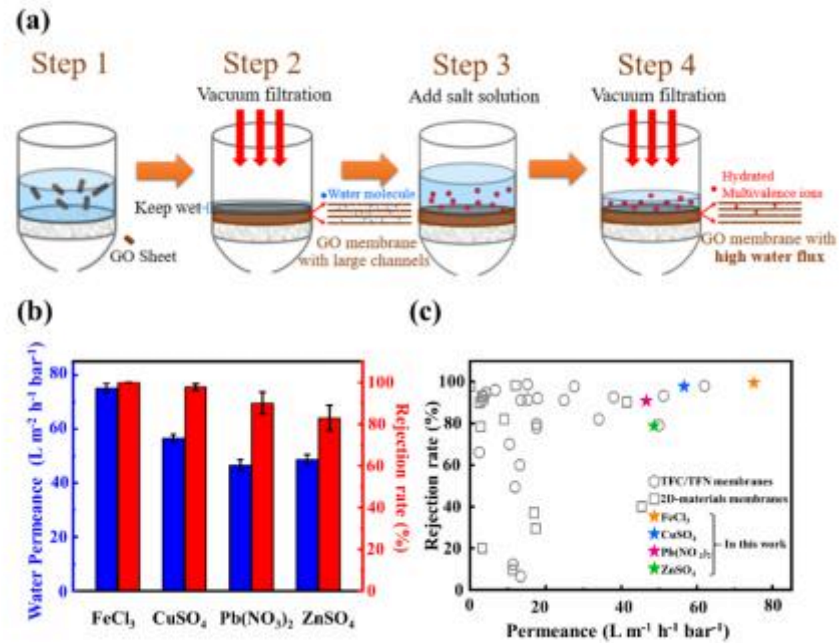 (a)
Step 1
Step 2
Step 3
Step 4
Vacuum filtration
Add salt solution
Vacuum filtration
Keep wet
Water molecule
Hydrated
Multivalence ions
GO Sheet
GO membrane
with large channels
GO membrane with
high water flux
(b)
Water Permeance (L m⁻² h⁻¹ bar⁻¹)
80
60
40
20
0
100
80
60
40
20
0
Rejection rate (%)
FeCl₃ CuSO₄ Pb(NO₃)₂ ZnSO₄
(c)
Rejection rate (%)
100
80
60
40
20
0
TFC/TFN membranes
2D-materials membranes
FeCl₃
CuSO₄
In this work
Pb(NO₃)₂
ZnSO₄
0 20 40 60 80
Permeance (L m⁻¹ h⁻¹ bar⁻¹)